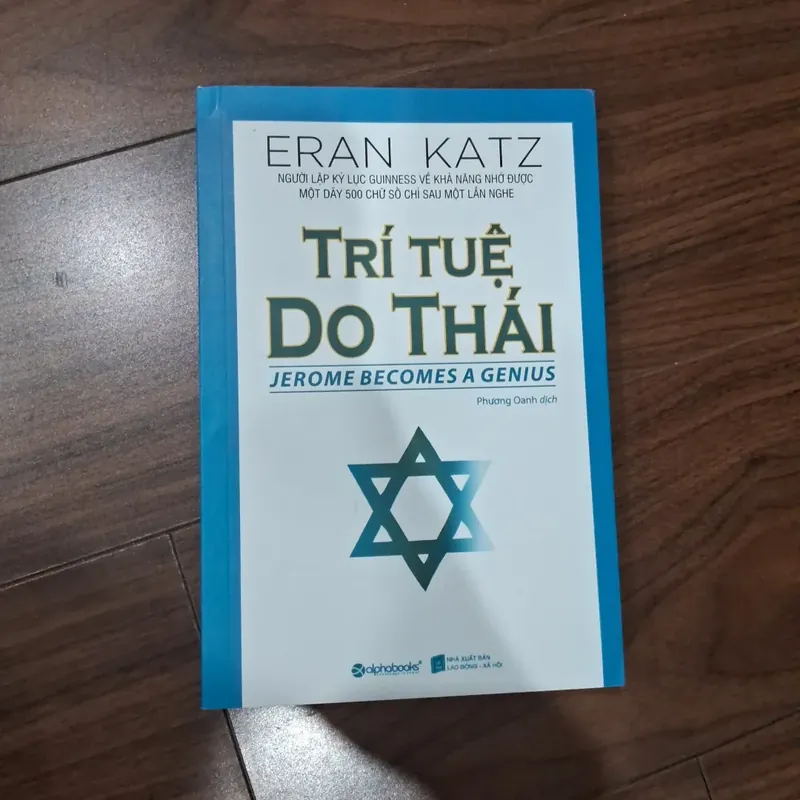 ERAN KATZ
NGƯỜI LẬP KỶ LỤC GUINNESS VỀ KHẢ NĂNG NHỚ ĐƯỢC
MỘT DÃY 500 CHỮ SỐ CHỈ SAU MỘT LẦN NGHE
TRÍ TUỆ
DO THÁI
JEROME BECOMES A GENIUS
Phương Oanh dịch
alphabooks®
NHÀ XUẤT BẢN
LAO ĐỘNG - XÃ HỘI